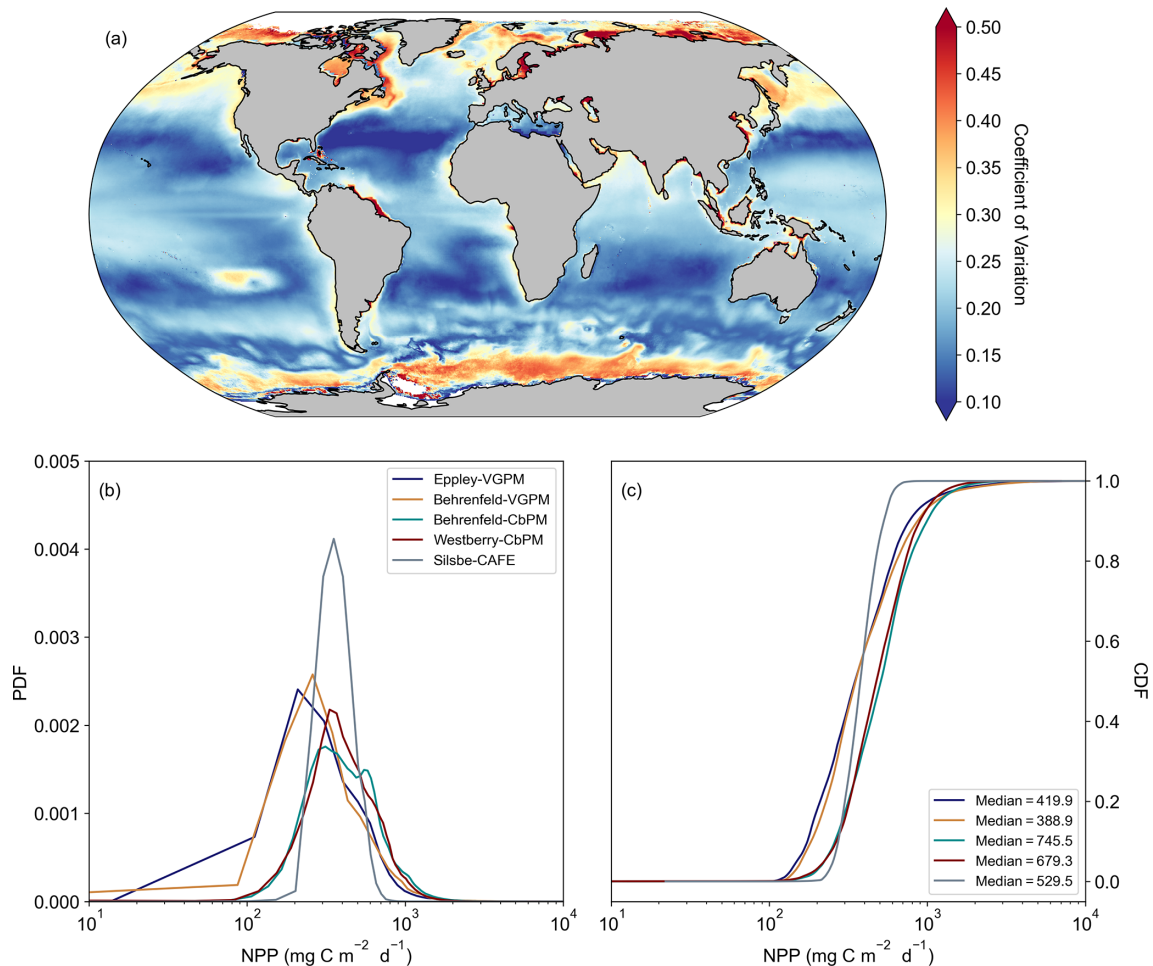 (a)
0.50
0.45
0.40
0.35
0.30
0.25
0.20
0.15
0.10
Coefficient of Variation
(b)
0.005
0.004
0.003
0.002
0.001
0.000
PDF
Eppley-VGPM
Behrenfeld-VGPM
Behrenfeld-CbPM
Westberry-CbPM
Silsbe-CAFE
10¹
10²
10³
10⁴
NPP (mg C m⁻² d⁻¹)
(c)
1.0
0.8
0.6
0.4
0.2
0.0
CDF
Median = 419.9
Median = 388.9
Median = 745.5
Median = 679.3
Median = 529.5
10¹
10²
10³
10⁴
NPP (mg C m⁻² d⁻¹)